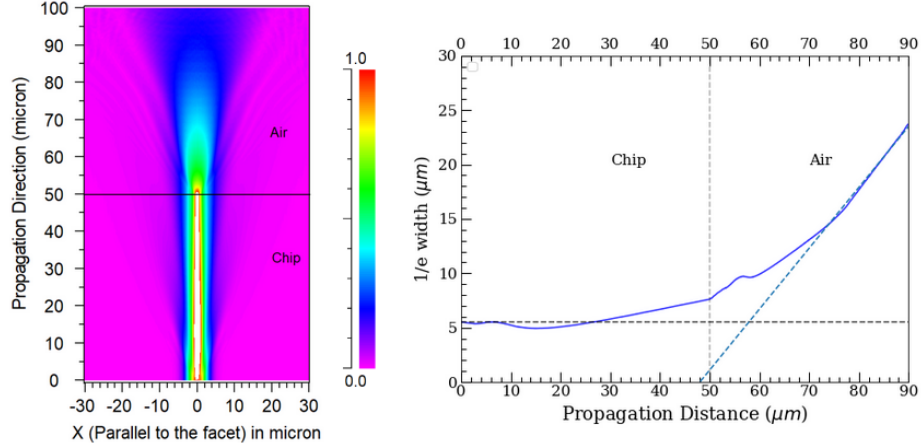 100
90
80
70
60
50
40
30
20
10
0
Propagation Direction (micron)
Air
Chip
-30 -20 -10 0 10 20 30
X (Parallel to the facet) in micron
1.0
0.0
0 10 20 30 40 50 60 70 80 90
30
25
20
15
10
5
0
1/e width (μm)
Chip Air
0 10 20 30 40 50 60 70 80 90
Propagation Distance (μm)